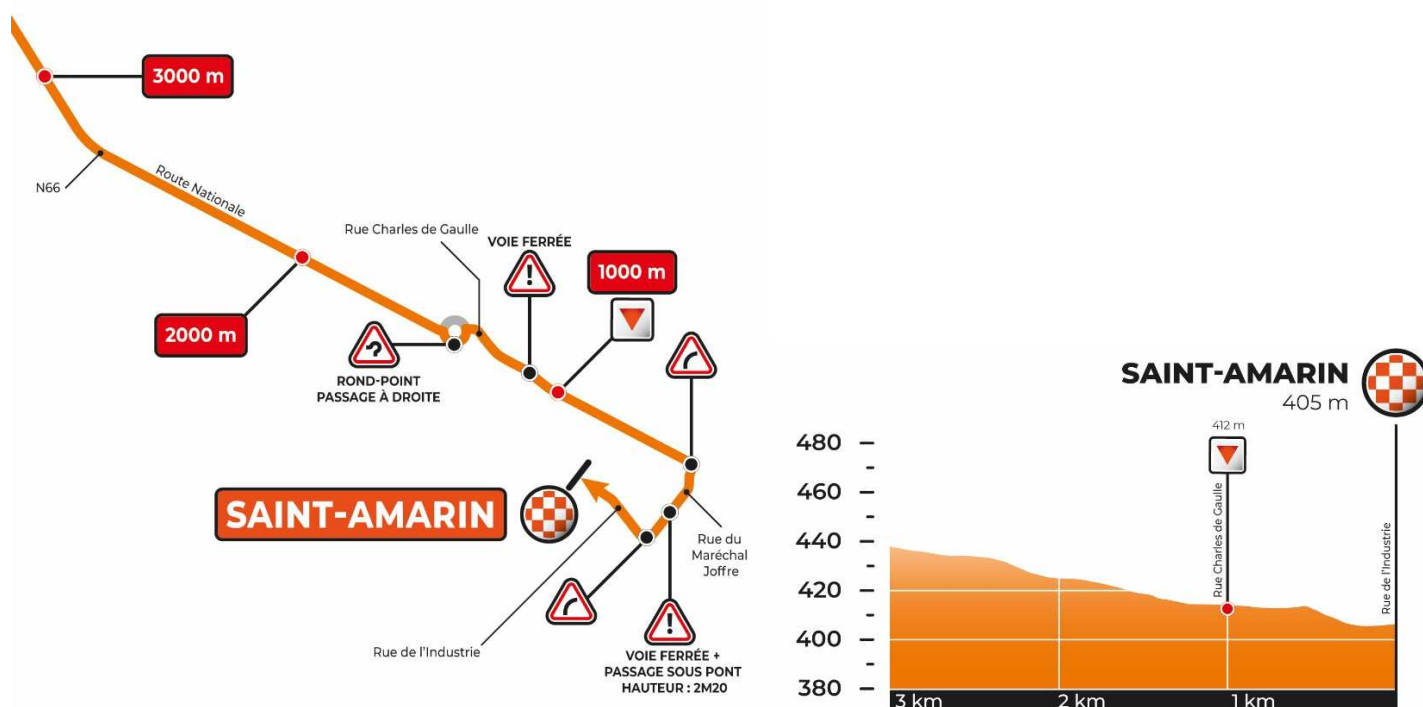 3000 m
N66
Route Nationale
Rue Charles de Gaulle
VOIE FERRÉE
1000 m
2000 m
ROND-POINT
PASSAGE À DROITE
SAINT-AMARIN
Rue du
Maréchal
Joffre
Rue de l'Industrie
VOIE FERRÉE +
PASSAGE SOUS PONT
HAUTEUR : 2M20
SAINT-AMARIN
405 m
412 m
480
460
440
420
400
380
Rue Charles de Gaulle
Rue de l'Industrie
3 km
2 km
1 km